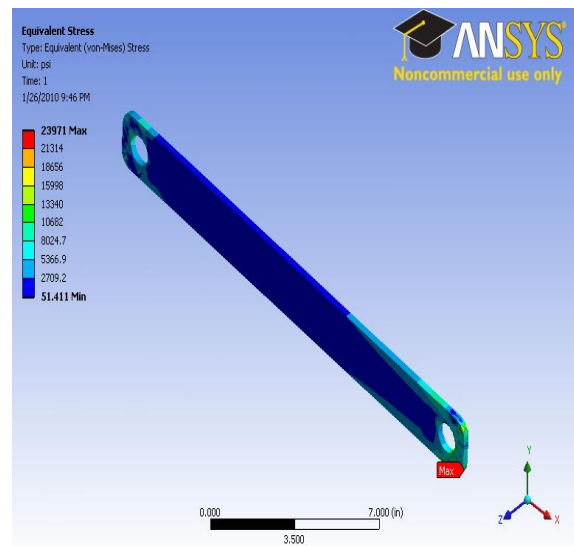 Equivalent Stress
Type: Equivalent (von-Mises) Stress
Unit: psi
Time: 1
1/26/2010 9:46 PM
ANSYS
Noncommercial use only
23971 Max
21314
18656
15998
13340
10682
8024.7
5366.9
2709.2
51.411 Min
Max
0.000 7.000 (in)
3.500
Y
Z X